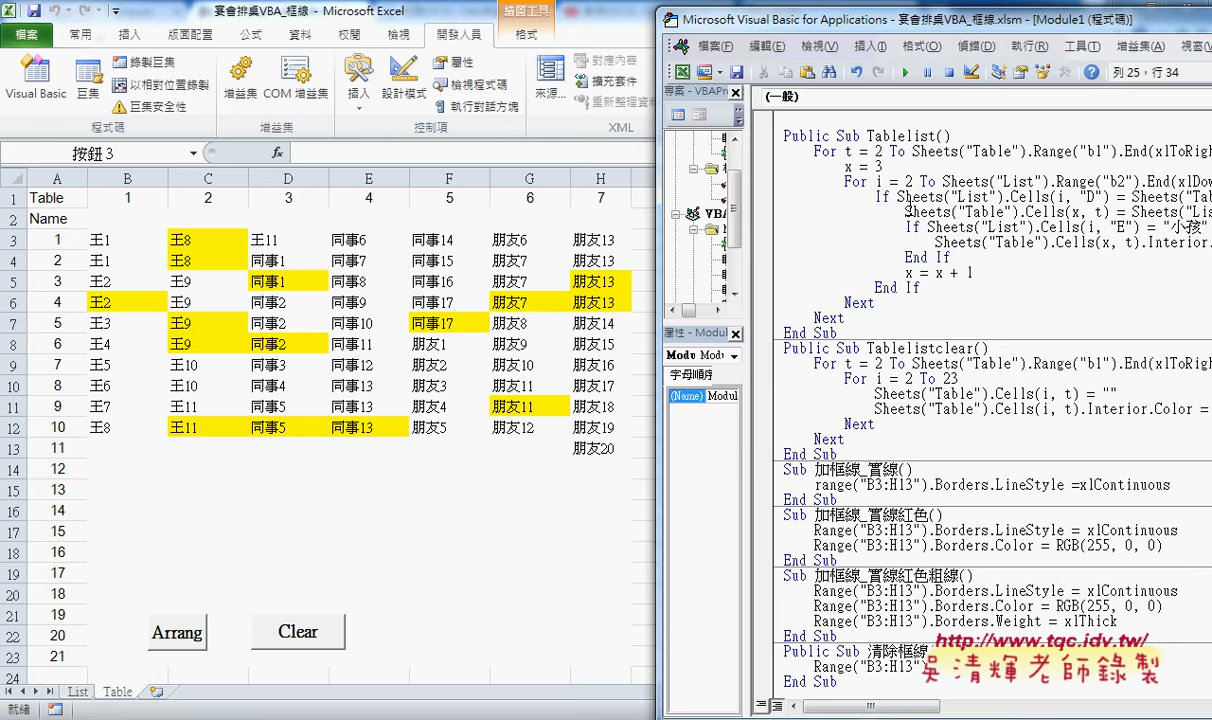 宴會排桌VBA_框線 - Microsoft Excel
繪圖工具
檔案 常用 插入 版面配置 公式 資料 校閱 檢視 開發人員 格式
Visual Basic
巨集
錄製巨集
以相對位置錄製
巨集安全性
程式碼
增益集
COM 增益集
增益集
插入
設計模式
屬性
檢視程式碼
執行對話方塊
控制項
來源...
對應內容
擴充套件
重新整理資料
XML
按鈕 3
fx
A B C D E F G H
1 Table 1 2 3 4 5 6 7
2 Name
3 1 王1 王8 王11 同事6 同事14 朋友6 朋友13
4 2 王1 王8 同事1 同事7 同事15 朋友7 朋友13
5 3 王2 王9 同事1 同事8 同事16 朋友7 朋友13
6 4 王2 王9 同事2 同事9 同事17 朋友7 朋友13
7 5 王3 王9 同事2 同事10 同事17 朋友8 朋友14
8 6 王4 王9 同事2 同事11 朋友1 朋友9 朋友15
9 7 王5 王10 同事3 同事12 朋友2 朋友10 朋友16
10 8 王6 王10 同事4 同事13 朋友3 朋友11 朋友17
11 9 王7 王11 同事5 同事13 朋友4 朋友11 朋友18
12 10 王8 王11 同事5 同事13 朋友5 朋友12 朋友19
13 11 朋友20
14 12
15 13
16 14
17 15
18 16
19 17
20 18
21 19
22 20
23 21
24
Arrang
Clear
List Table
就緒
Microsoft Visual Basic for Applications - 宴會排桌VBA_框線.xlsm - [Module1 (程式碼)]
檔案(F) 編輯(E) 檢視(V) 插入(I) 格式(O) 偵錯(D) 執行(R) 工具(T) 增益集(A) 視窗(W
列 25，行 34
專案 - VBAPr
VBA
屬性 - Modul
Modu Modu
字母順序
(Name) Modul
(一般)
Public Sub Tablelist()
For t = 2 To Sheets("Table").Range("b1").End(xlToRigh
x = 3
For i = 2 To Sheets("List").Range("b2").End(xlDow
If Sheets("List").Cells(i, "D") = Sheets("Tab
Sheets("Table").Cells(x, t) = Sheets("Lis
If Sheets("List").Cells(i, "E") = "小孩"
Sheets("Table").Cells(x, t).Interior.
End If
x = x + 1
End If
Next
Next
End Sub
Public Sub Tablelistclear()
For t = 2 To Sheets("Table").Range("b1").End(xlToRigh
For i = 2 To 23
Sheets("Table").Cells(i, t) = ""
Sheets("Table").Cells(i, t).Interior.Color =
Next
Next
End Sub
Sub 加框線_實線()
range("B3:H13").Borders.LineStyle =xlContinuous
End Sub
Sub 加框線_實線紅色()
Range("B3:H13").Borders.LineStyle = xlContinuous
Range("B3:H13").Borders.Color = RGB(255, 0, 0)
End Sub
Sub 加框線_實線紅色粗線()
Range("B3:H13").Borders.LineStyle = xlContinuous
Range("B3:H13").Borders.Color = RGB(255, 0, 0)
Range("B3:H13").Borders.Weight = xlThick
End Sub
Public Sub 清除框線
Range("B3:H13")
End Sub
http://www.tqc.idv.tw/
吳清輝老師錄製